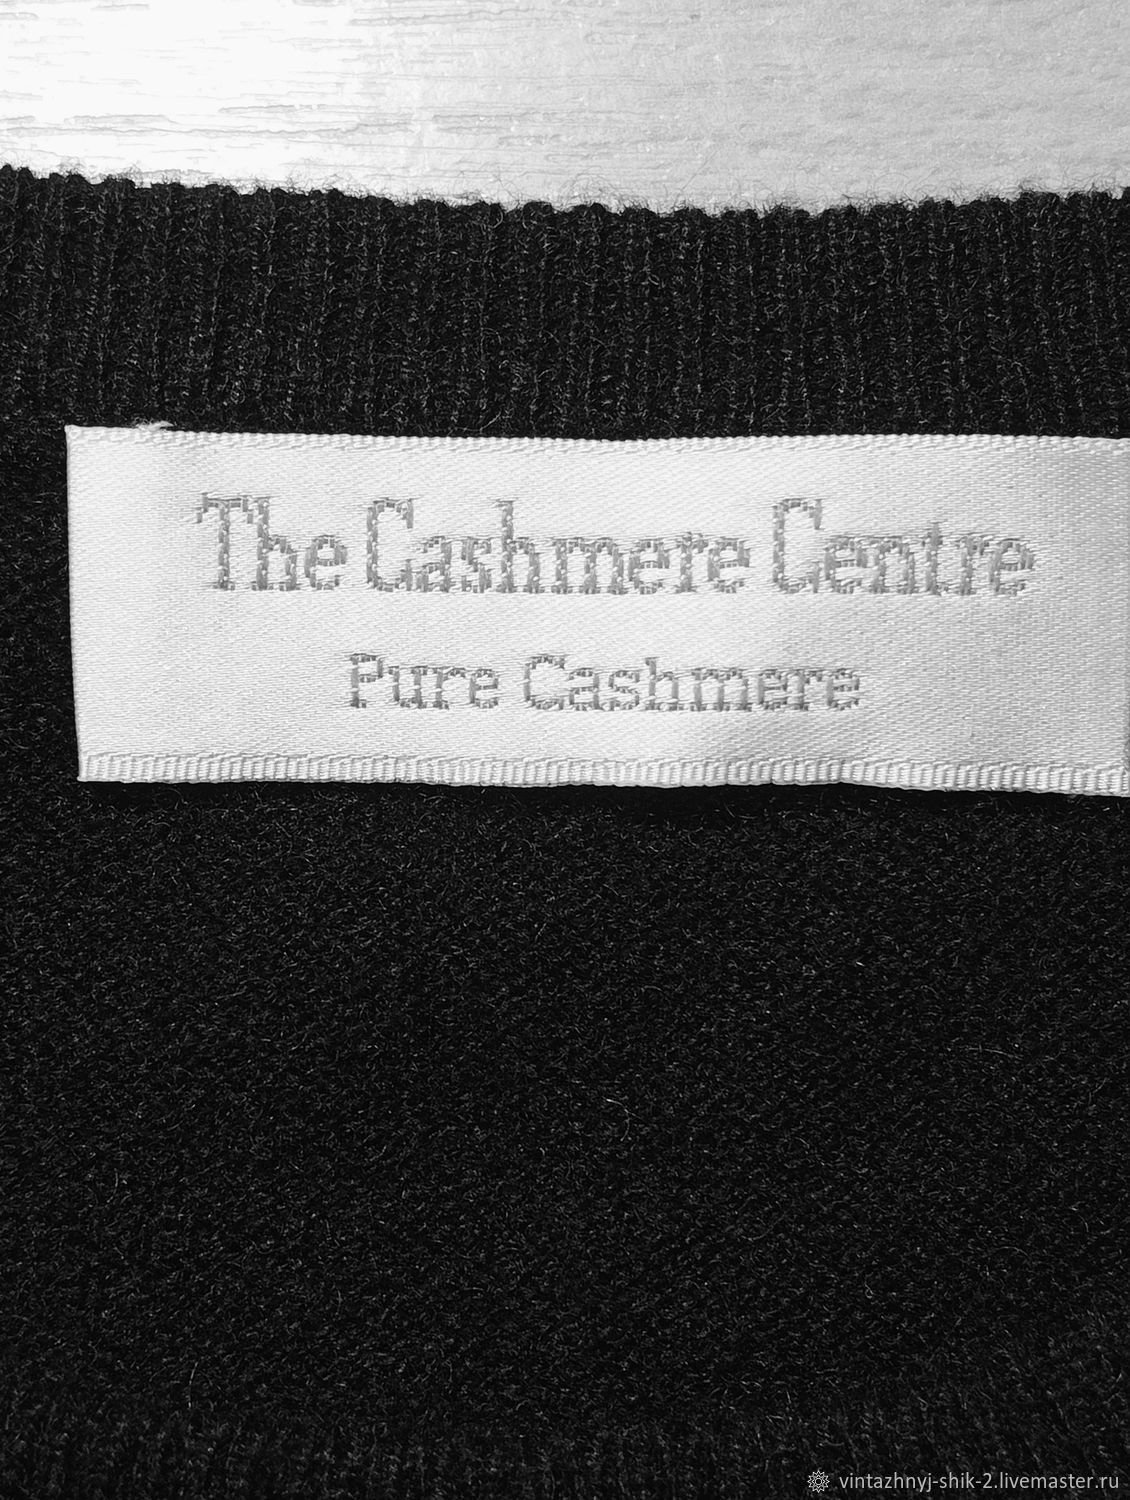 The Cashmere Centre
Pure Cashmere
vintazhnyj-shik-2.livemaster.ru